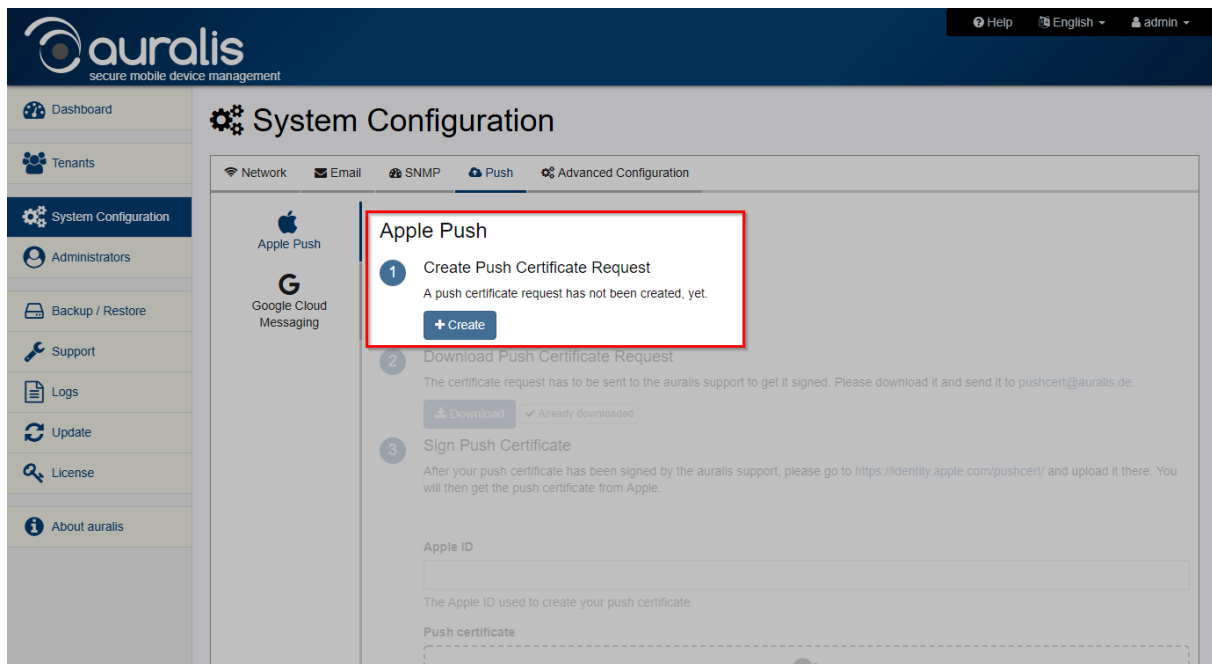 auralis
secure mobile device management
Help English admin
Dashboard
Tenants
System Configuration
Administrators
Backup / Restore
Support
Logs
Update
License
About auralis
System Configuration
Network Email SNMP Push Advanced Configuration
Apple Push
Google Cloud
Messaging
Apple Push
1 Create Push Certificate Request
A push certificate request has not been created, yet.
+ Create
2 Download Push Certificate Request
The certificate request has to be sent to the auralis support to get it signed. Please download it and send it to pushcert@auralis.de.
Download Already downloaded
3 Sign Push Certificate
After your push certificate has been signed by the auralis support, please go to https://identity.apple.com/pushcert/ and upload it there. You
will then get the push certificate from Apple.
Apple ID
The Apple ID used to create your push certificate.
Push certificate